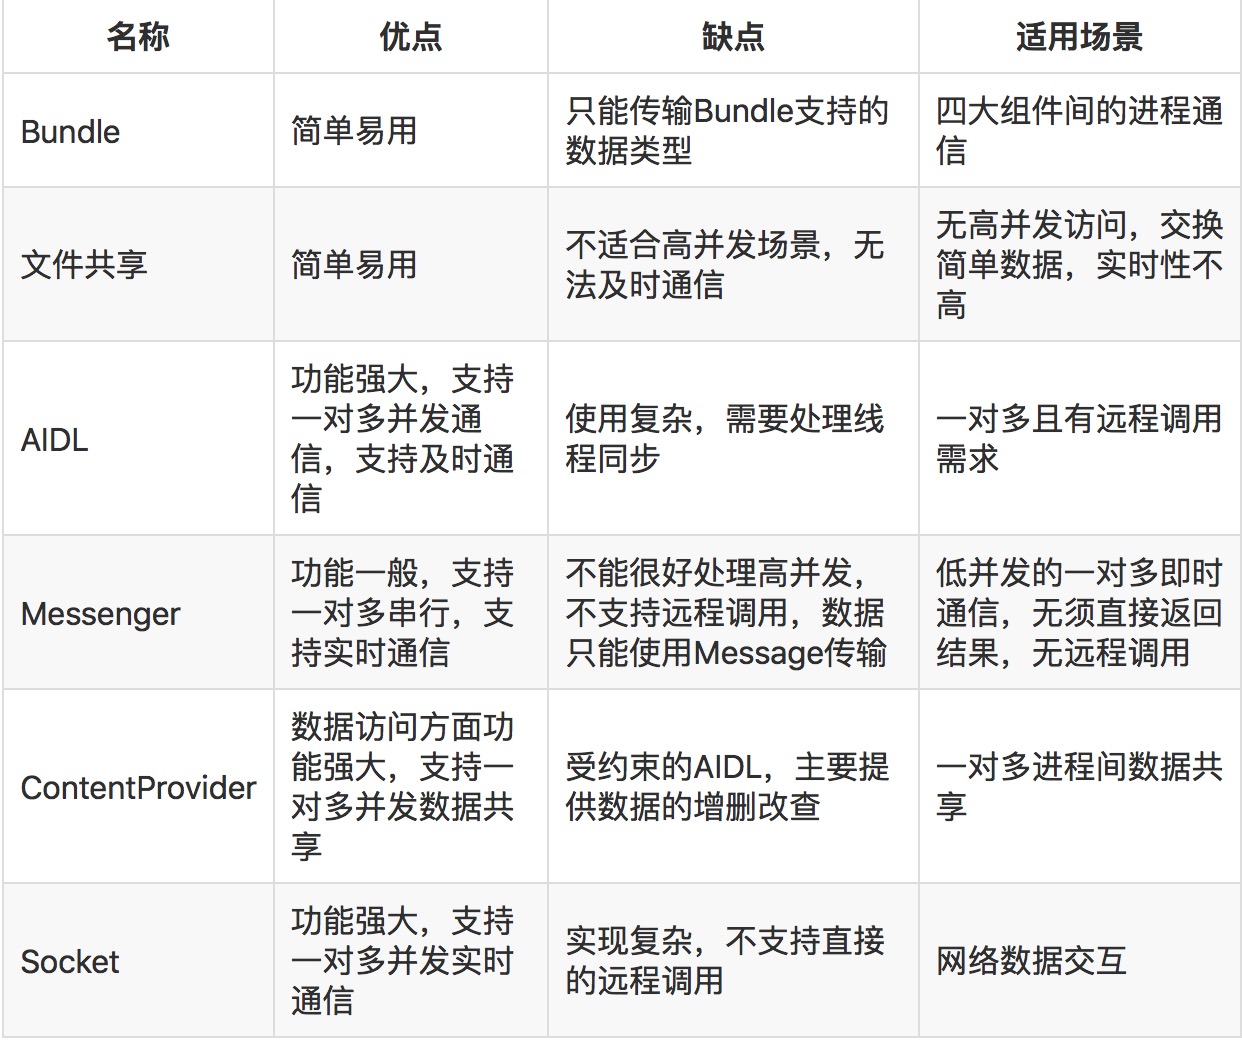 名称
优点
缺点
适用场景
Bundle
简单易用
只能传输Bundle支持的
数据类型
四大组件间的进程通
信
文件共享
简单易用
不适合高并发场景，无
法及时通信
无高并发访问，交换
简单数据，实时性不
高
AIDL
功能强大，支持
一对多并发通
信，支持及时通
信
使用复杂，需要处理线
程同步
一对多且有远程调用
需求
Messenger
功能一般，支持
一对多串行，支
持实时通信
不能很好处理高并发，
不支持远程调用，数据
只能使用Message传输
低并发的一对多即时
通信，无须直接返回
结果，无远程调用
ContentProvider
数据访问方面功
能强大，支持一
对多并发数据共
享
受约束的AIDL，主要提
供数据的增删改查
一对多进程间数据共
享
Socket
功能强大，支持
一对多并发实时
通信
实现复杂，不支持直接
的远程调用
网络数据交互